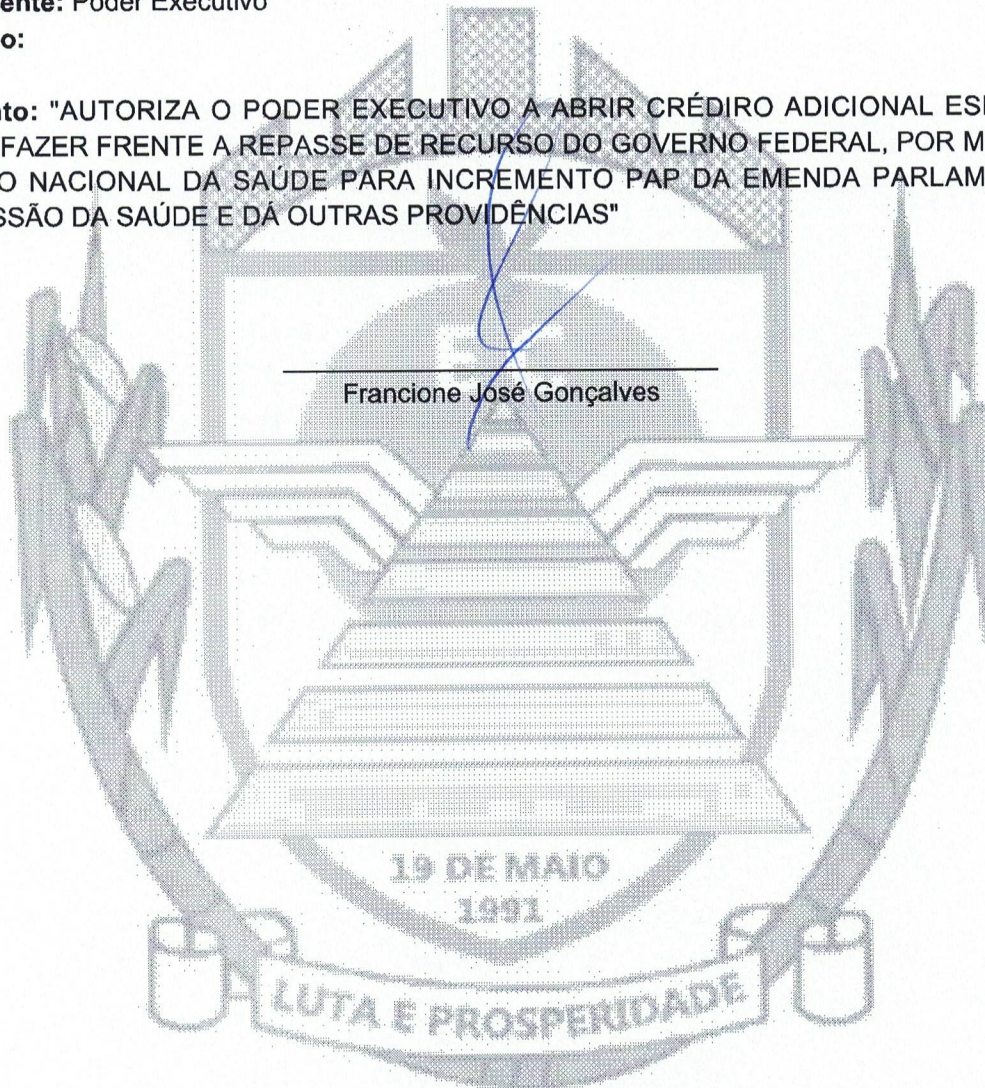 ente: Poder Executivo
o:
to: "AUTORIZA O PODER EXECUTIVO A ABRIR CRÉDIRO ADICIONAL ESI
FAZER FRENTE A REPASSE DE RECURSO DO GOVERNO FEDERAL, POR M
O NACIONAL DA SAÚDE PARA INCREMENTO PAP DA EMENDA PARLAM
SSÃO DA SAÚDE E DÁ OUTRAS PROVIDÊNCIAS"
Francione José Gonçalves
19 DE MAIO
1991
LUTA E PROSPERIDADE